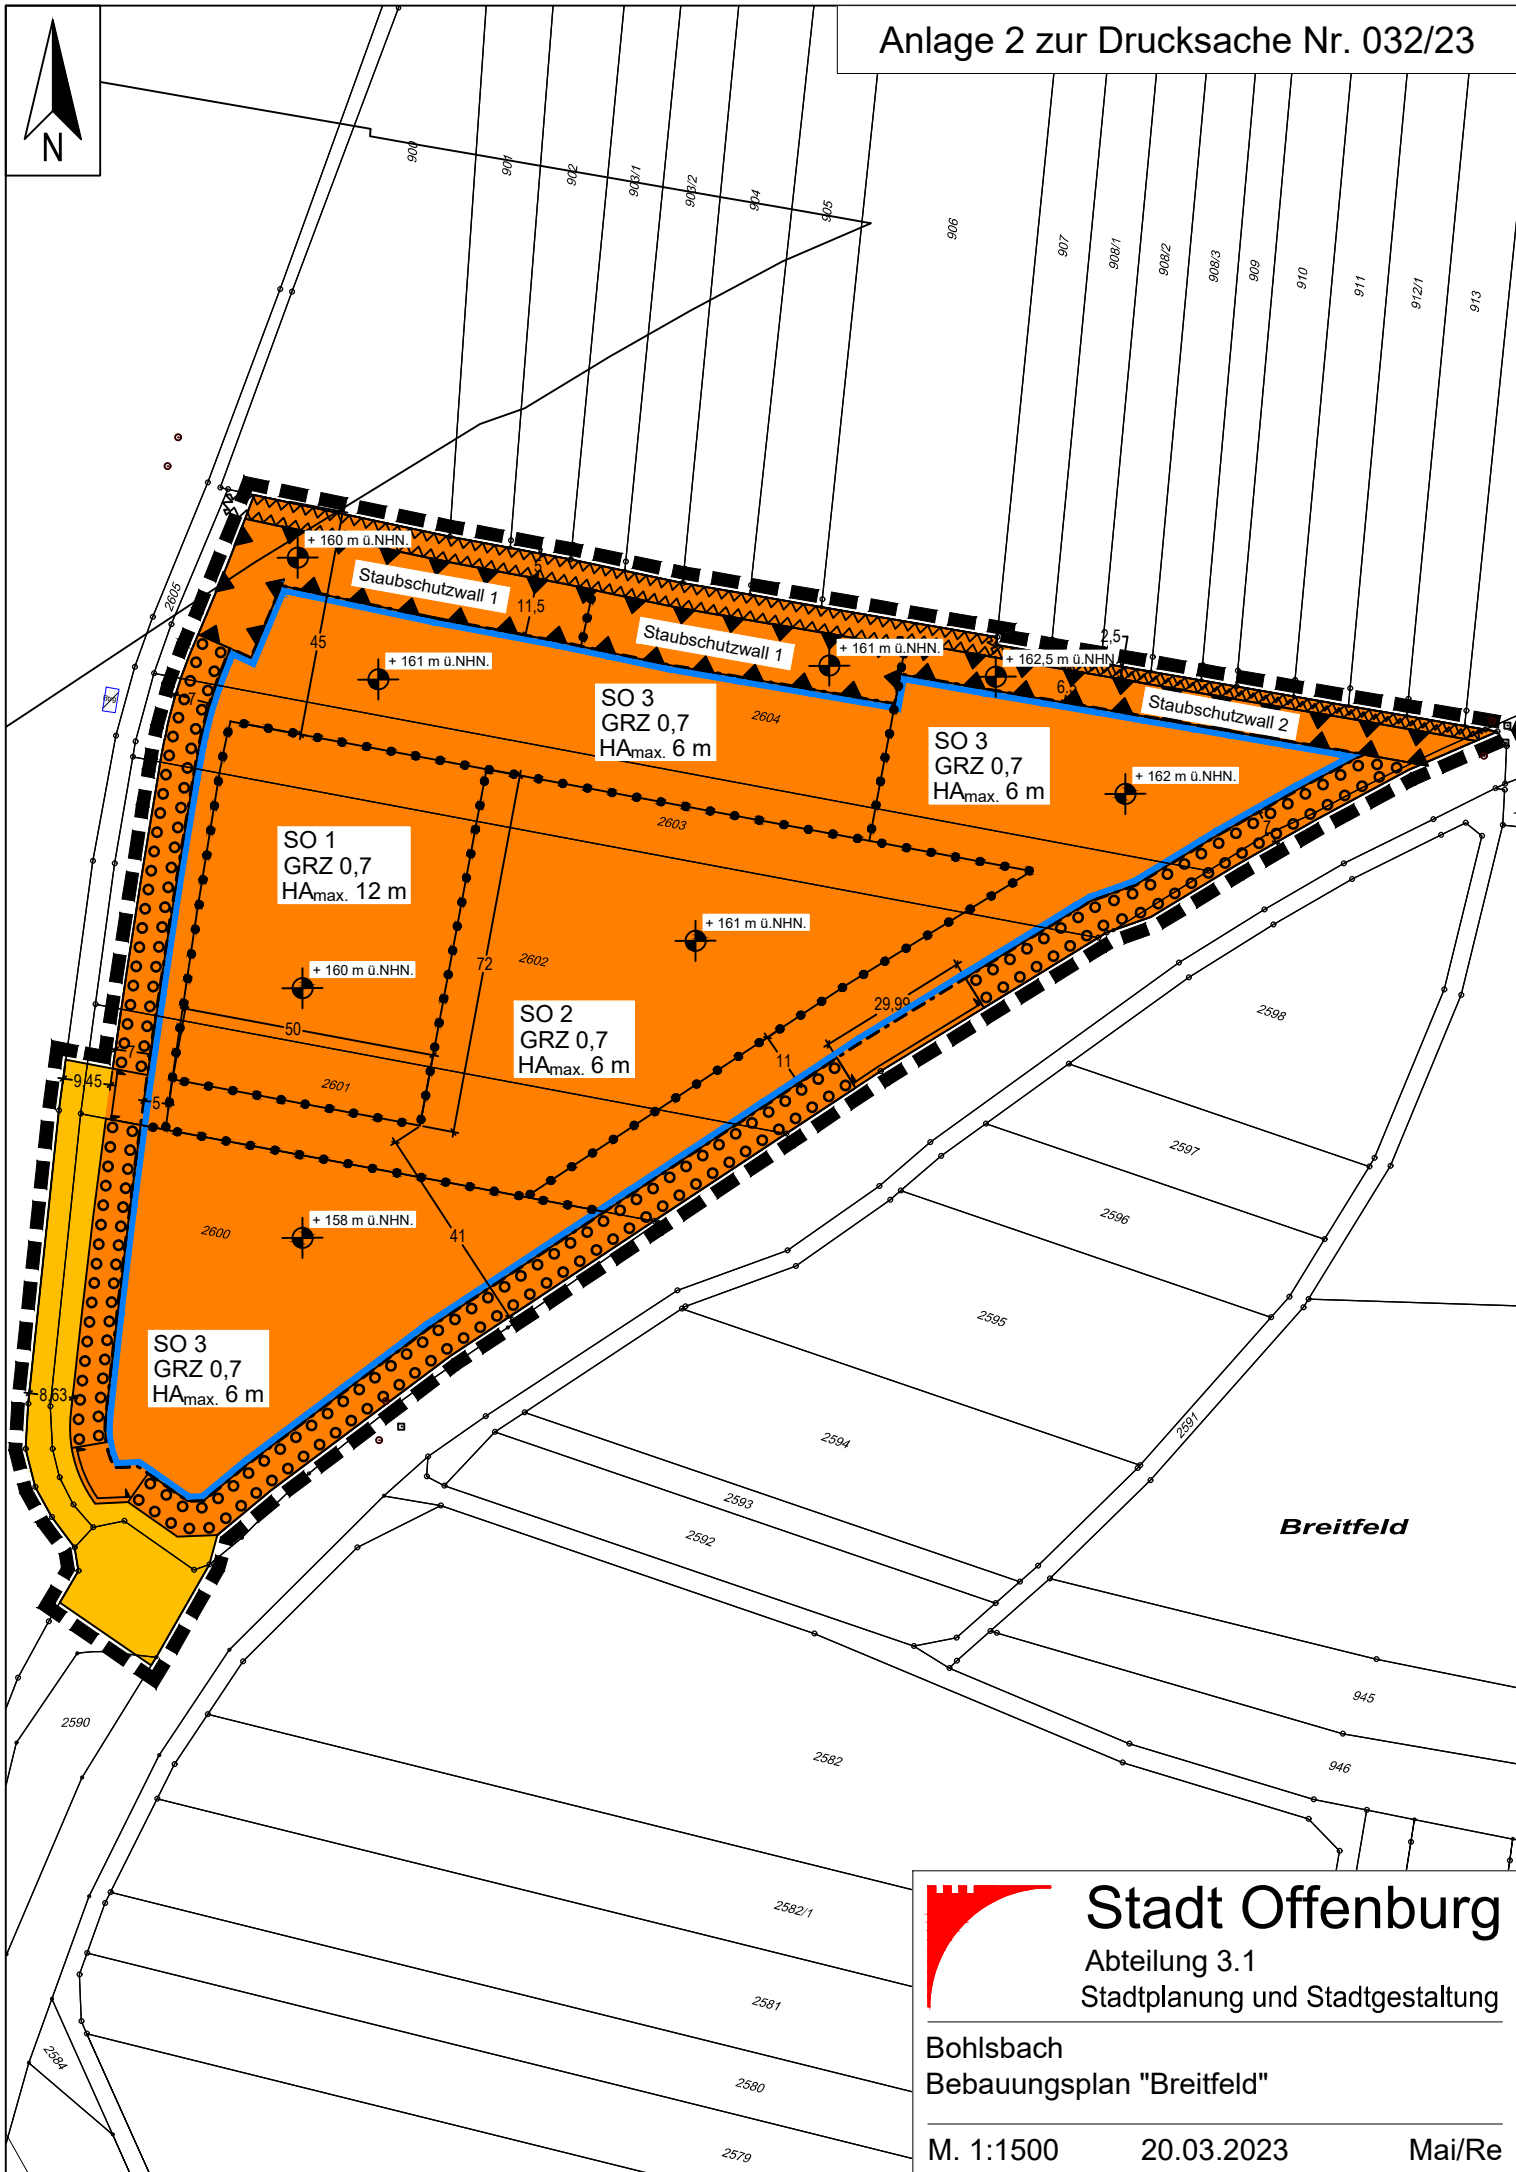 Anlage 2 zur Drucksache Nr. 032/23
N
900
901
902
903/1
903/2
904
905
906
907
908/1
908/2
908/3
909
910
911
912/1
913
2605
+ 160 m ü.NHN.
Staubschutzwall 1
5
11,5
45
Staubschutzwall 1
+ 161 m ü.NHN.
2,5
+ 162,5 m ü.NHN.
6,5
Staubschutzwall 2
+ 161 m ü.NHN.
7
SO 3
GRZ 0,7
HAmax. 6 m
2604
SO 3
GRZ 0,7
HAmax. 6 m
+ 162 m ü.NHN.
7
2603
SO 1
GRZ 0,7
HAmax. 12 m
+ 161 m ü.NHN.
2602
72
+ 160 m ü.NHN.
50
29,99
SO 2
GRZ 0,7
HAmax. 6 m
11
7
9,45
5
2601
2600
+ 158 m ü.NHN.
41
SO 3
GRZ 0,7
HAmax. 6 m
8,63
2598
2597
2596
2595
2594
2593
2592
2591
Breitfeld
945
946
2590
2582
2582/1
2581
2580
2579
2584
Stadt Offenburg
Abteilung 3.1
Stadtplanung und Stadtgestaltung
Bohlsbach
Bebauungsplan "Breitfeld"
M. 1:1500 20.03.2023 Mai/Re